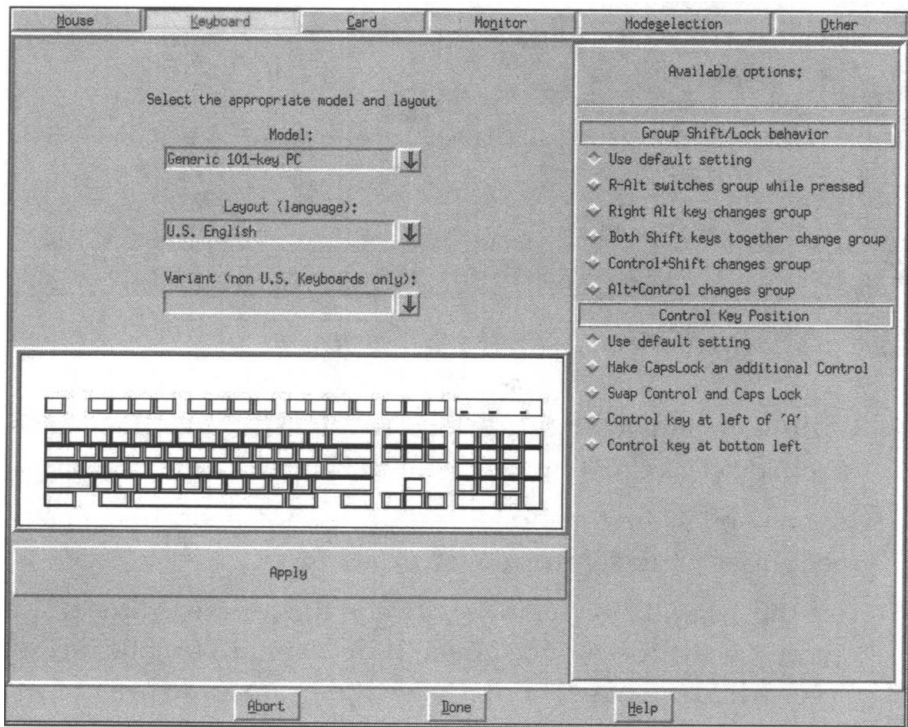 Mouse
Keyboard
Card
Monitor
Modeselection
Other
Select the appropriate model and layout
Model:
Generic 101-key PC
Layout (language):
U.S. English
Variant (non U.S. Keyboards only):
Apply
Available options:
Group Shift/Lock behavior
Use default setting
R-Alt switches group while pressed
Right Alt key changes group
Both Shift keys together change group
Control+Shift changes group
Alt+Control changes group
Control Key Position
Use default setting
Make CapsLock an additional Control
Swap Control and Caps Lock
Control key at left of 'A'
Control key at bottom left
Abort
Done
Help